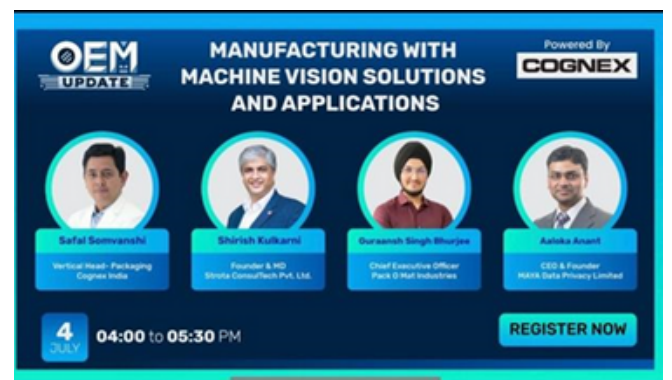 OEM
UPDATE
MANUFACTURING WITH
MACHINE VISION SOLUTIONS
AND APPLICATIONS
Powered By
COGNEX
Safal Somvanshi
Vertical Head- Packaging
Cognex India
Shirish Kulkarni
Founder & MD
Strota ConsulTech Pvt. Ltd.
Guraansh Singh Bhurjee
Chief Executive Officer
Pack O Mat Industries
Aaloka Anant
CEO & Founder
MAYA Data Privacy Limited
4
JULY
04:00 to 05:30 PM
REGISTER NOW